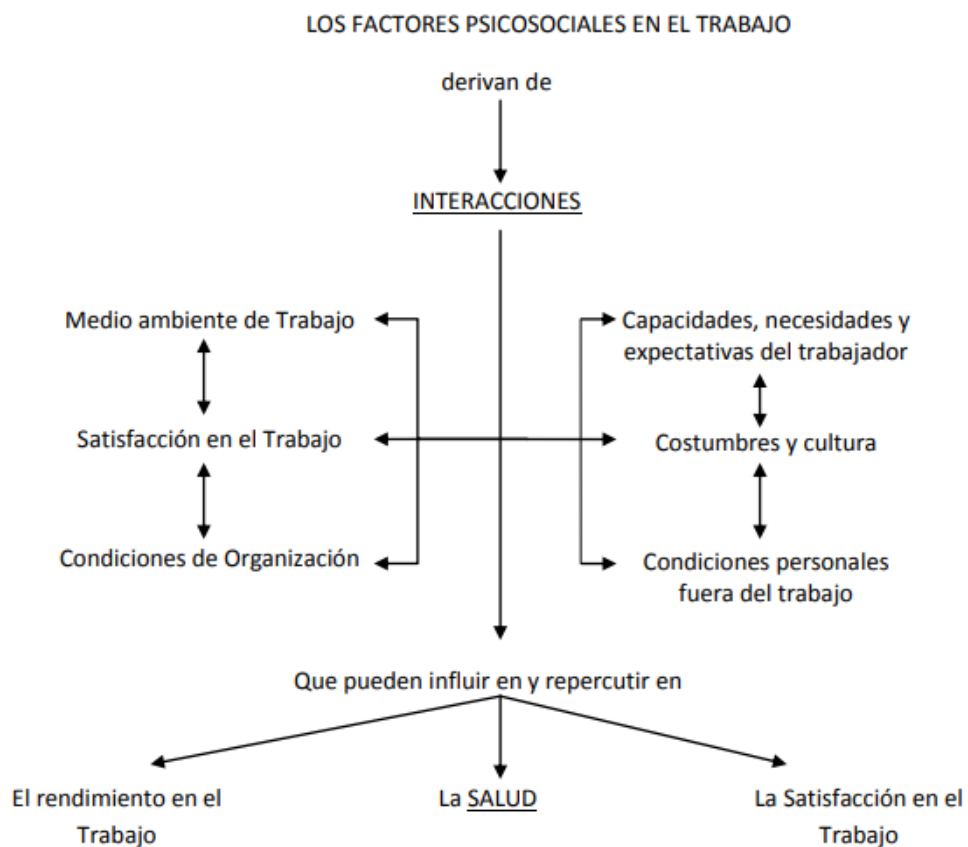 LOS FACTORES PSICOSOCIALES EN EL TRABAJO
derivan de
INTERACCIONES
Medio ambiente de Trabajo
Capacidades, necesidades y
expectativas del trabajador
Satisfacción en el Trabajo
Costumbres y cultura
Condiciones de Organización
Condiciones personales
fuera del trabajo
Que pueden influir en y repercutir en
El rendimiento en el
Trabajo
La SALUD
La Satisfacción en el
Trabajo